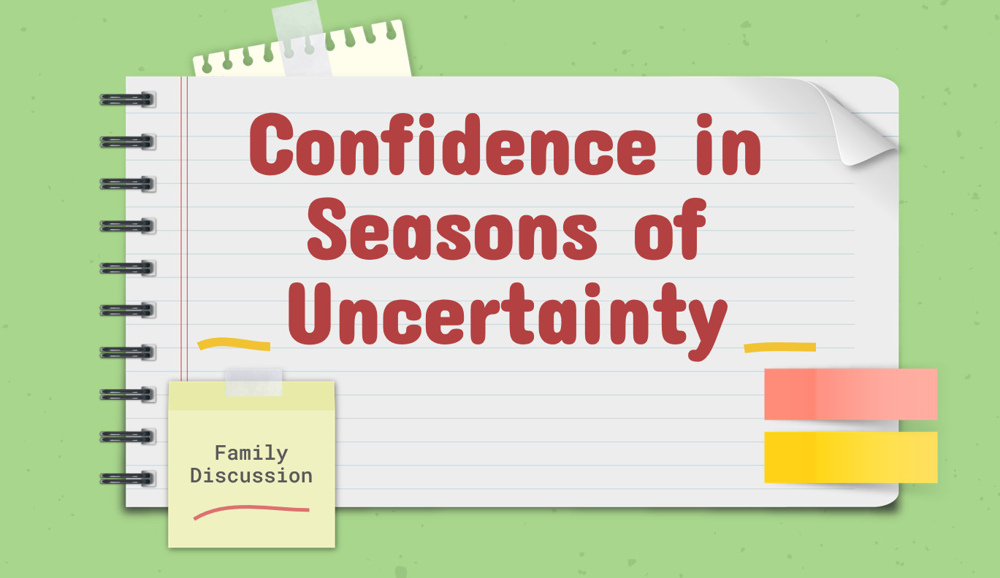 Confidence in
Seasons of
Uncertainty
Family
Discussion